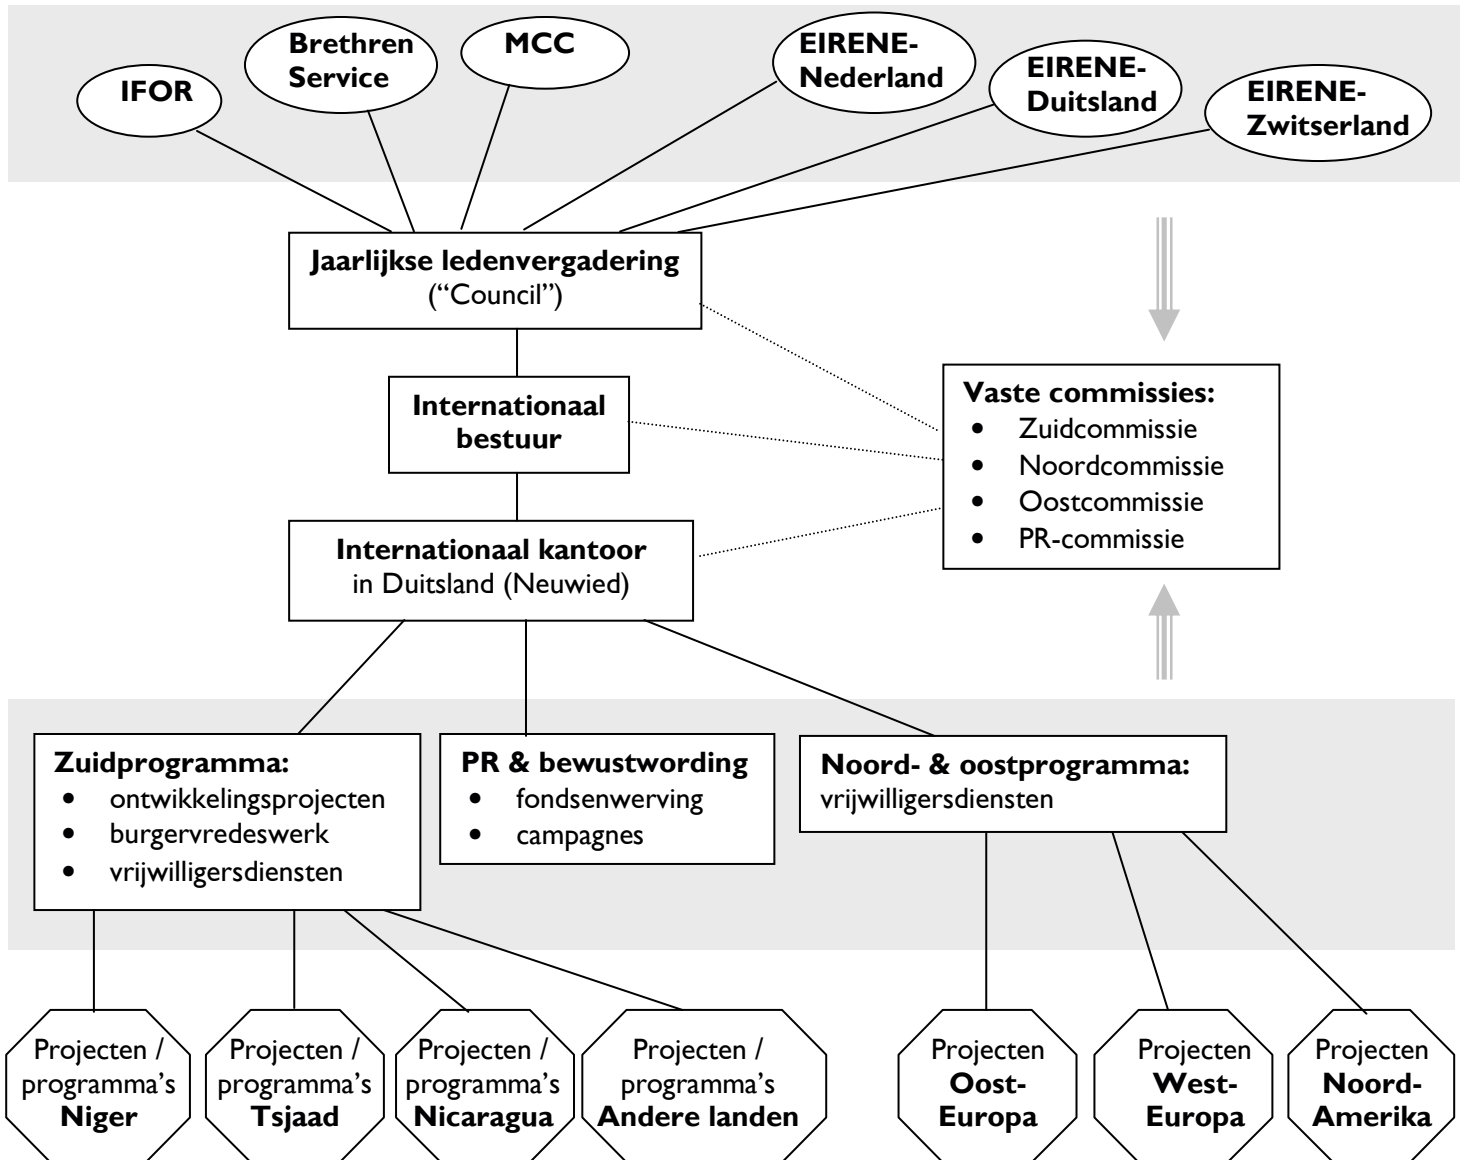 IFOR
Brethren
Service
MCC
EIRENE-
Nederland
EIRENE-
Duitsland
EIRENE-
Zwitserland
Jaarlijkse ledenvergadering
(“Council”)
Internationaal
bestuur
Internationaal kantoor
in Duitsland (Neuwied)
Vaste commissies:
• Zuidcommissie
• Noordcommissie
• Oostcommissie
• PR-commissie
Zuidprogramma:
• ontwikkelingsprojecten
• burgervredeswerk
• vrijwilligersdiensten
PR & bewustwording
• fondsenwerving
• campagnes
Noord- & oostprogramma:
vrijwilligersdiensten
Projecten /
programma’s
Niger
Projecten /
programma’s
Tsjaad
Projecten /
programma’s
Nicaragua
Projecten /
programma’s
Andere landen
Projecten
Oost-
Europa
Projecten
West-
Europa
Projecten
Noord-
Amerika